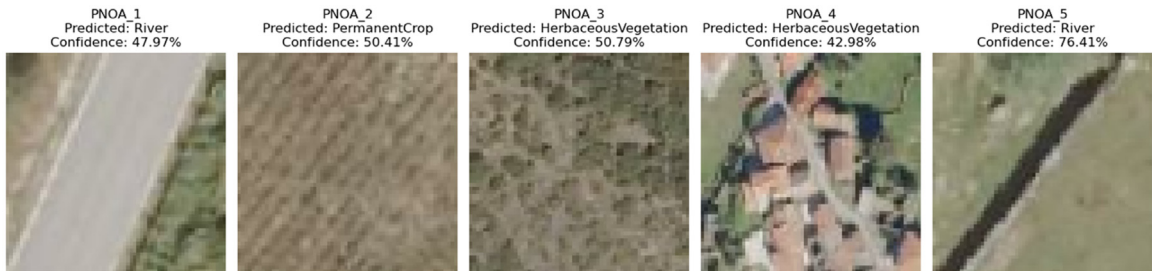 PNOA_1
Predicted: River
Confidence: 47.97%
PNOA_2
Predicted: PermanentCrop
Confidence: 50.41%
PNOA_3
Predicted: HerbaceousVegetation
Confidence: 50.79%
PNOA_4
Predicted: HerbaceousVegetation
Confidence: 42.98%
PNOA_5
Predicted: River
Confidence: 76.41%